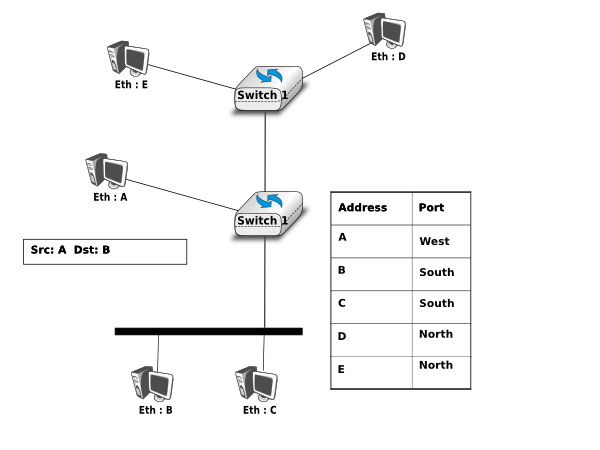 Eth : D
Eth : E
Switch 1
Eth : A
Switch 1
Src: A Dst: B
Address Port
A West
B South
C South
D North
E North
Eth : B
Eth : C